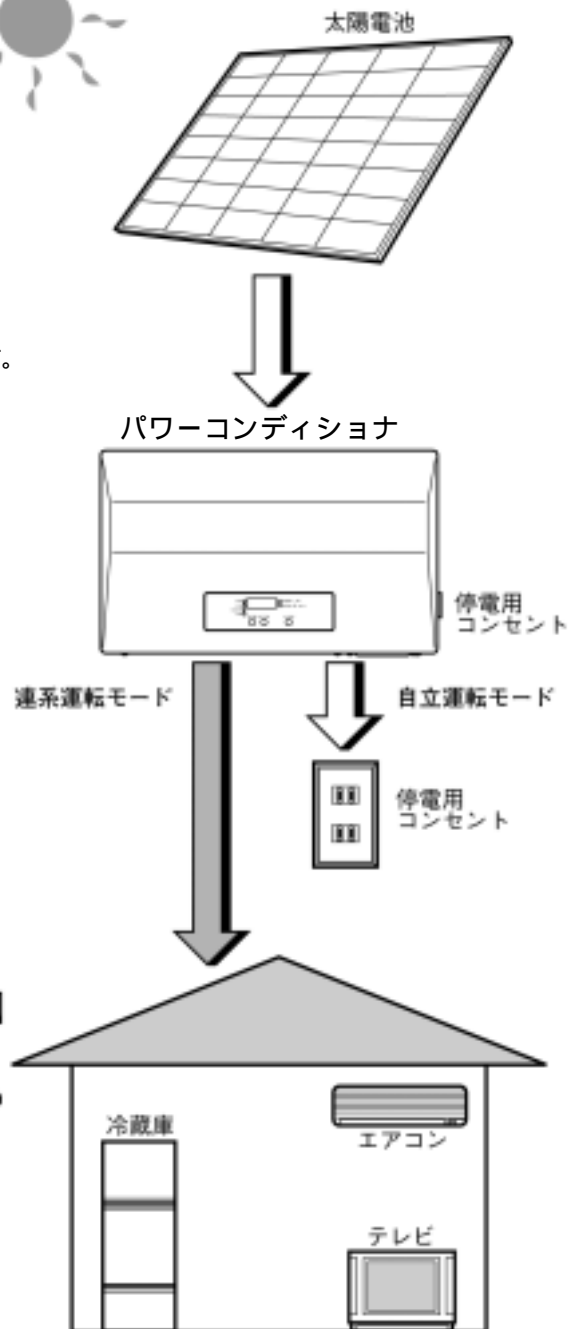 太陽電池
。
パワーコンディショナ
停電用
コンセント
連系運転モード
自立運転モード
停電用
コンセント
冷蔵庫
エアコン
テレビ